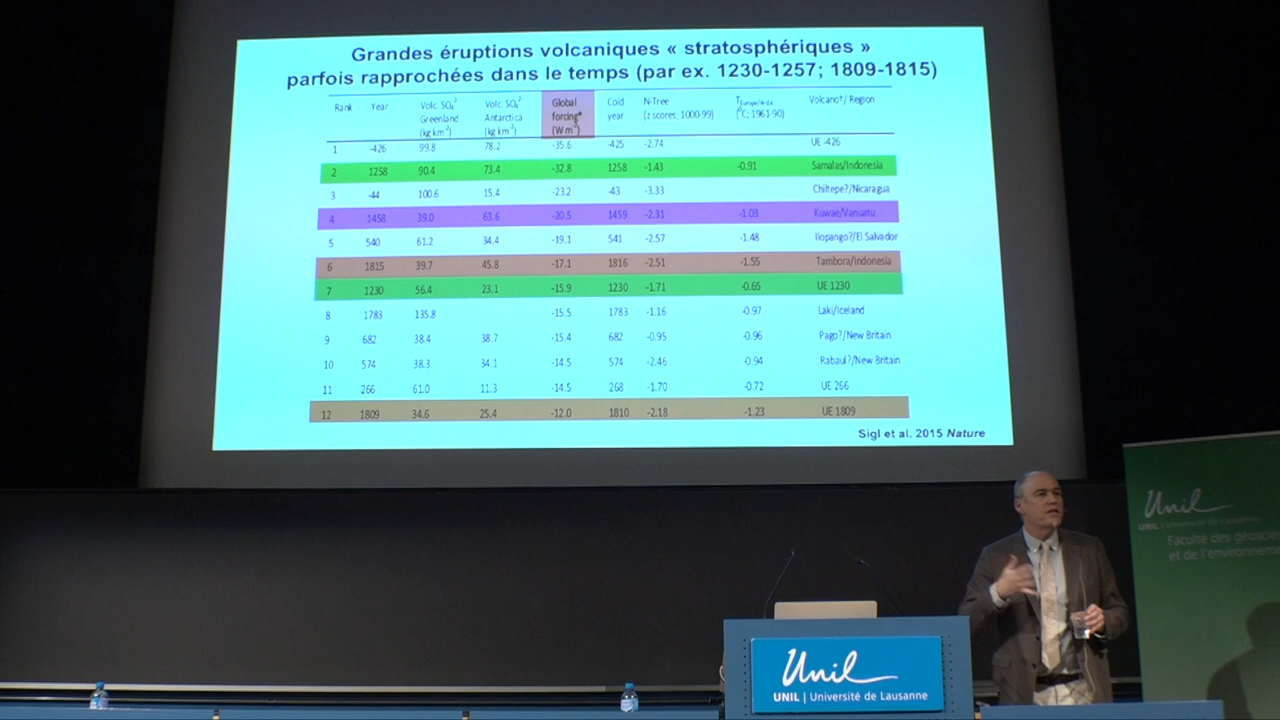 Grandes éruptions volcaniques « stratosphériques »
parfois rapprochées dans le temps (par ex. 1230-1257; 1809-1815)
Rank Year Volc. SO₄² Greenland (kg km⁻²) Volc. SO₄² Antarctica (kg km⁻²) Global forcing* (W m⁻²) Cold year N-Tree (z scores; 1000-99) (°C; 1961-90) Volcano†/ Region
1 -426 99.8 78.2 -35.6 -425 -2.74 UE -426
2 1258 90.4 73.4 -32.8 1258 -1.43 -0.91 Samalas/Indonesia
3 -44 100.6 15.4 -23.2 -43 -3.33 Chiltepe?/Nicaragua
4 1458 39.0 63.6 -20.5 1459 -2.31 -1.03 Kuwae/Vanuatu
5 540 61.2 34.4 -19.1 541 -2.57 -1.48 Ilopango?/El Salvador
6 1815 39.7 45.8 -17.1 1816 -2.51 -1.55 Tambora/Indonesia
7 1230 56.4 23.1 -15.9 1230 -1.71 -0.65 UE 1230
8 1783 135.8 -15.5 1783 -1.16 -0.97 Laki/Iceland
9 682 38.4 38.7 -15.4 682 -0.95 -0.96 Pago?/New Britain
10 574 38.3 34.1 -14.5 574 -2.46 -0.94 Rabaul?/New Britain
11 266 61.0 11.3 -14.5 268 -1.70 -0.72 UE 266
12 1809 34.6 25.4 -12.0 1810 -2.18 -1.23 UE 1809
Sigl et al. 2015 Nature
Unil
UNIL | Université de Lausanne
Faculté des géoscie
et de l'environneme
Unil
UNIL | Université de Lausanne